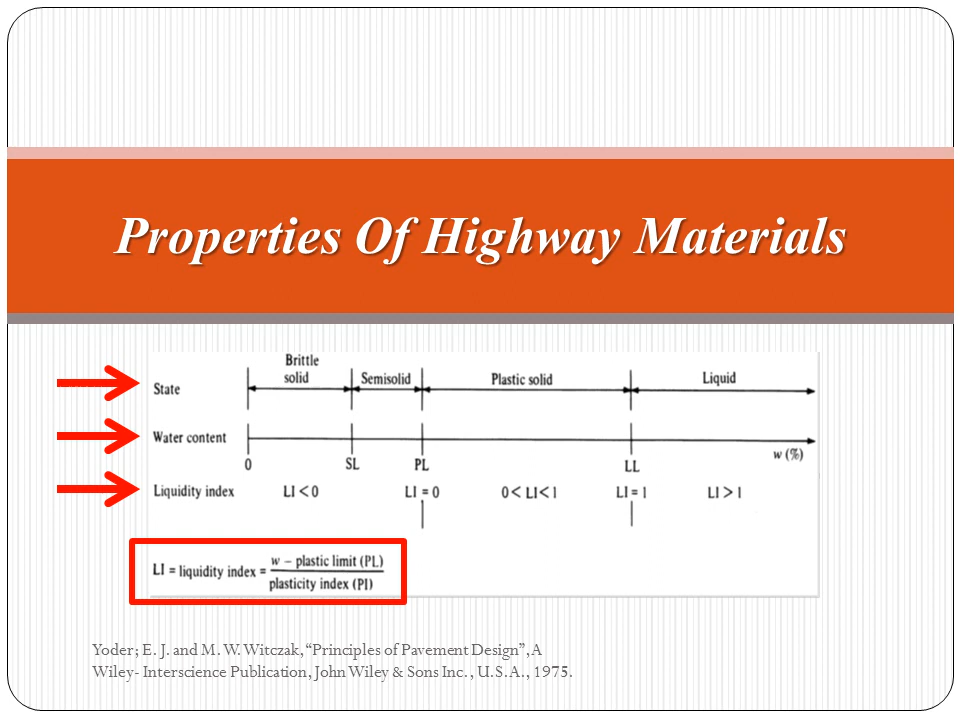 Properties Of Highway Materials
Brittle
solid
Semisolid
Plastic solid
Liquid
State
Water content
0
SL
PL
LL
w (%)
Liquidity index
LI < 0
LI = 0
0 < LI < 1
LI = 1
LI > 1
LI = liquidity index = w – plastic limit (PL)
plasticity index (PI)
Yoder; E. J. and M. W. Witczak, “Principles of Pavement Design”, A
Wiley- Interscience Publication, John Wiley & Sons Inc., U.S.A., 1975.